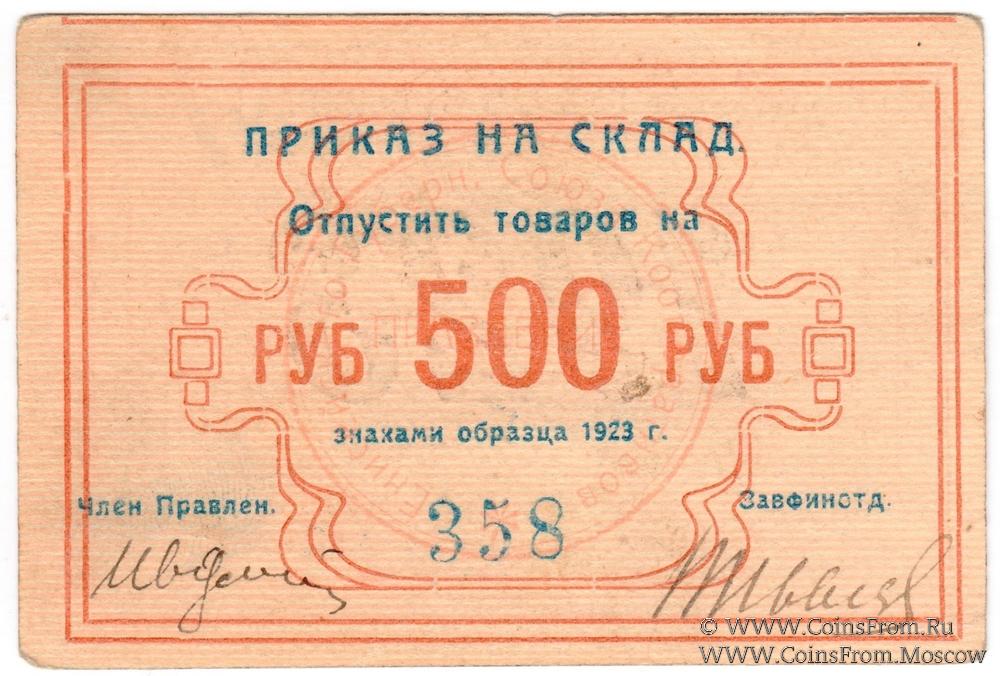 ПРИКАЗ НА СКЛАД.
Отпустить товаров на
РУБ 500 РУБ
знаками образца 1923 г.
Член Правлен. Завфинотд.
358
© WWW.CoinsFrom.Ru
WWW.CoinsFrom.Moscow